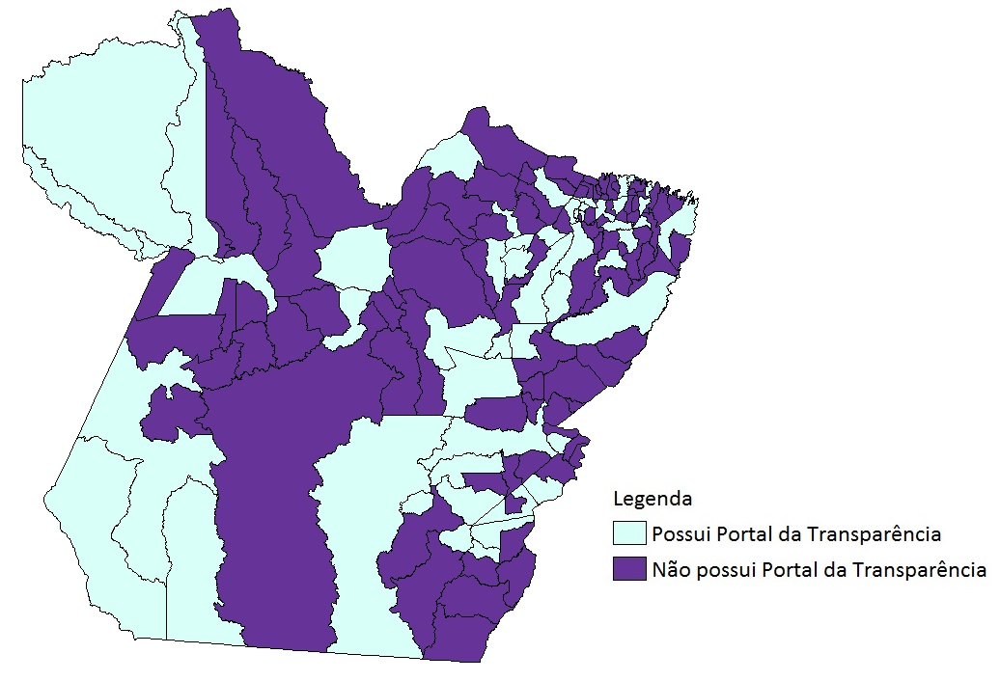 Legenda
Possui Portal da Transparência
Não possui Portal da Transparência